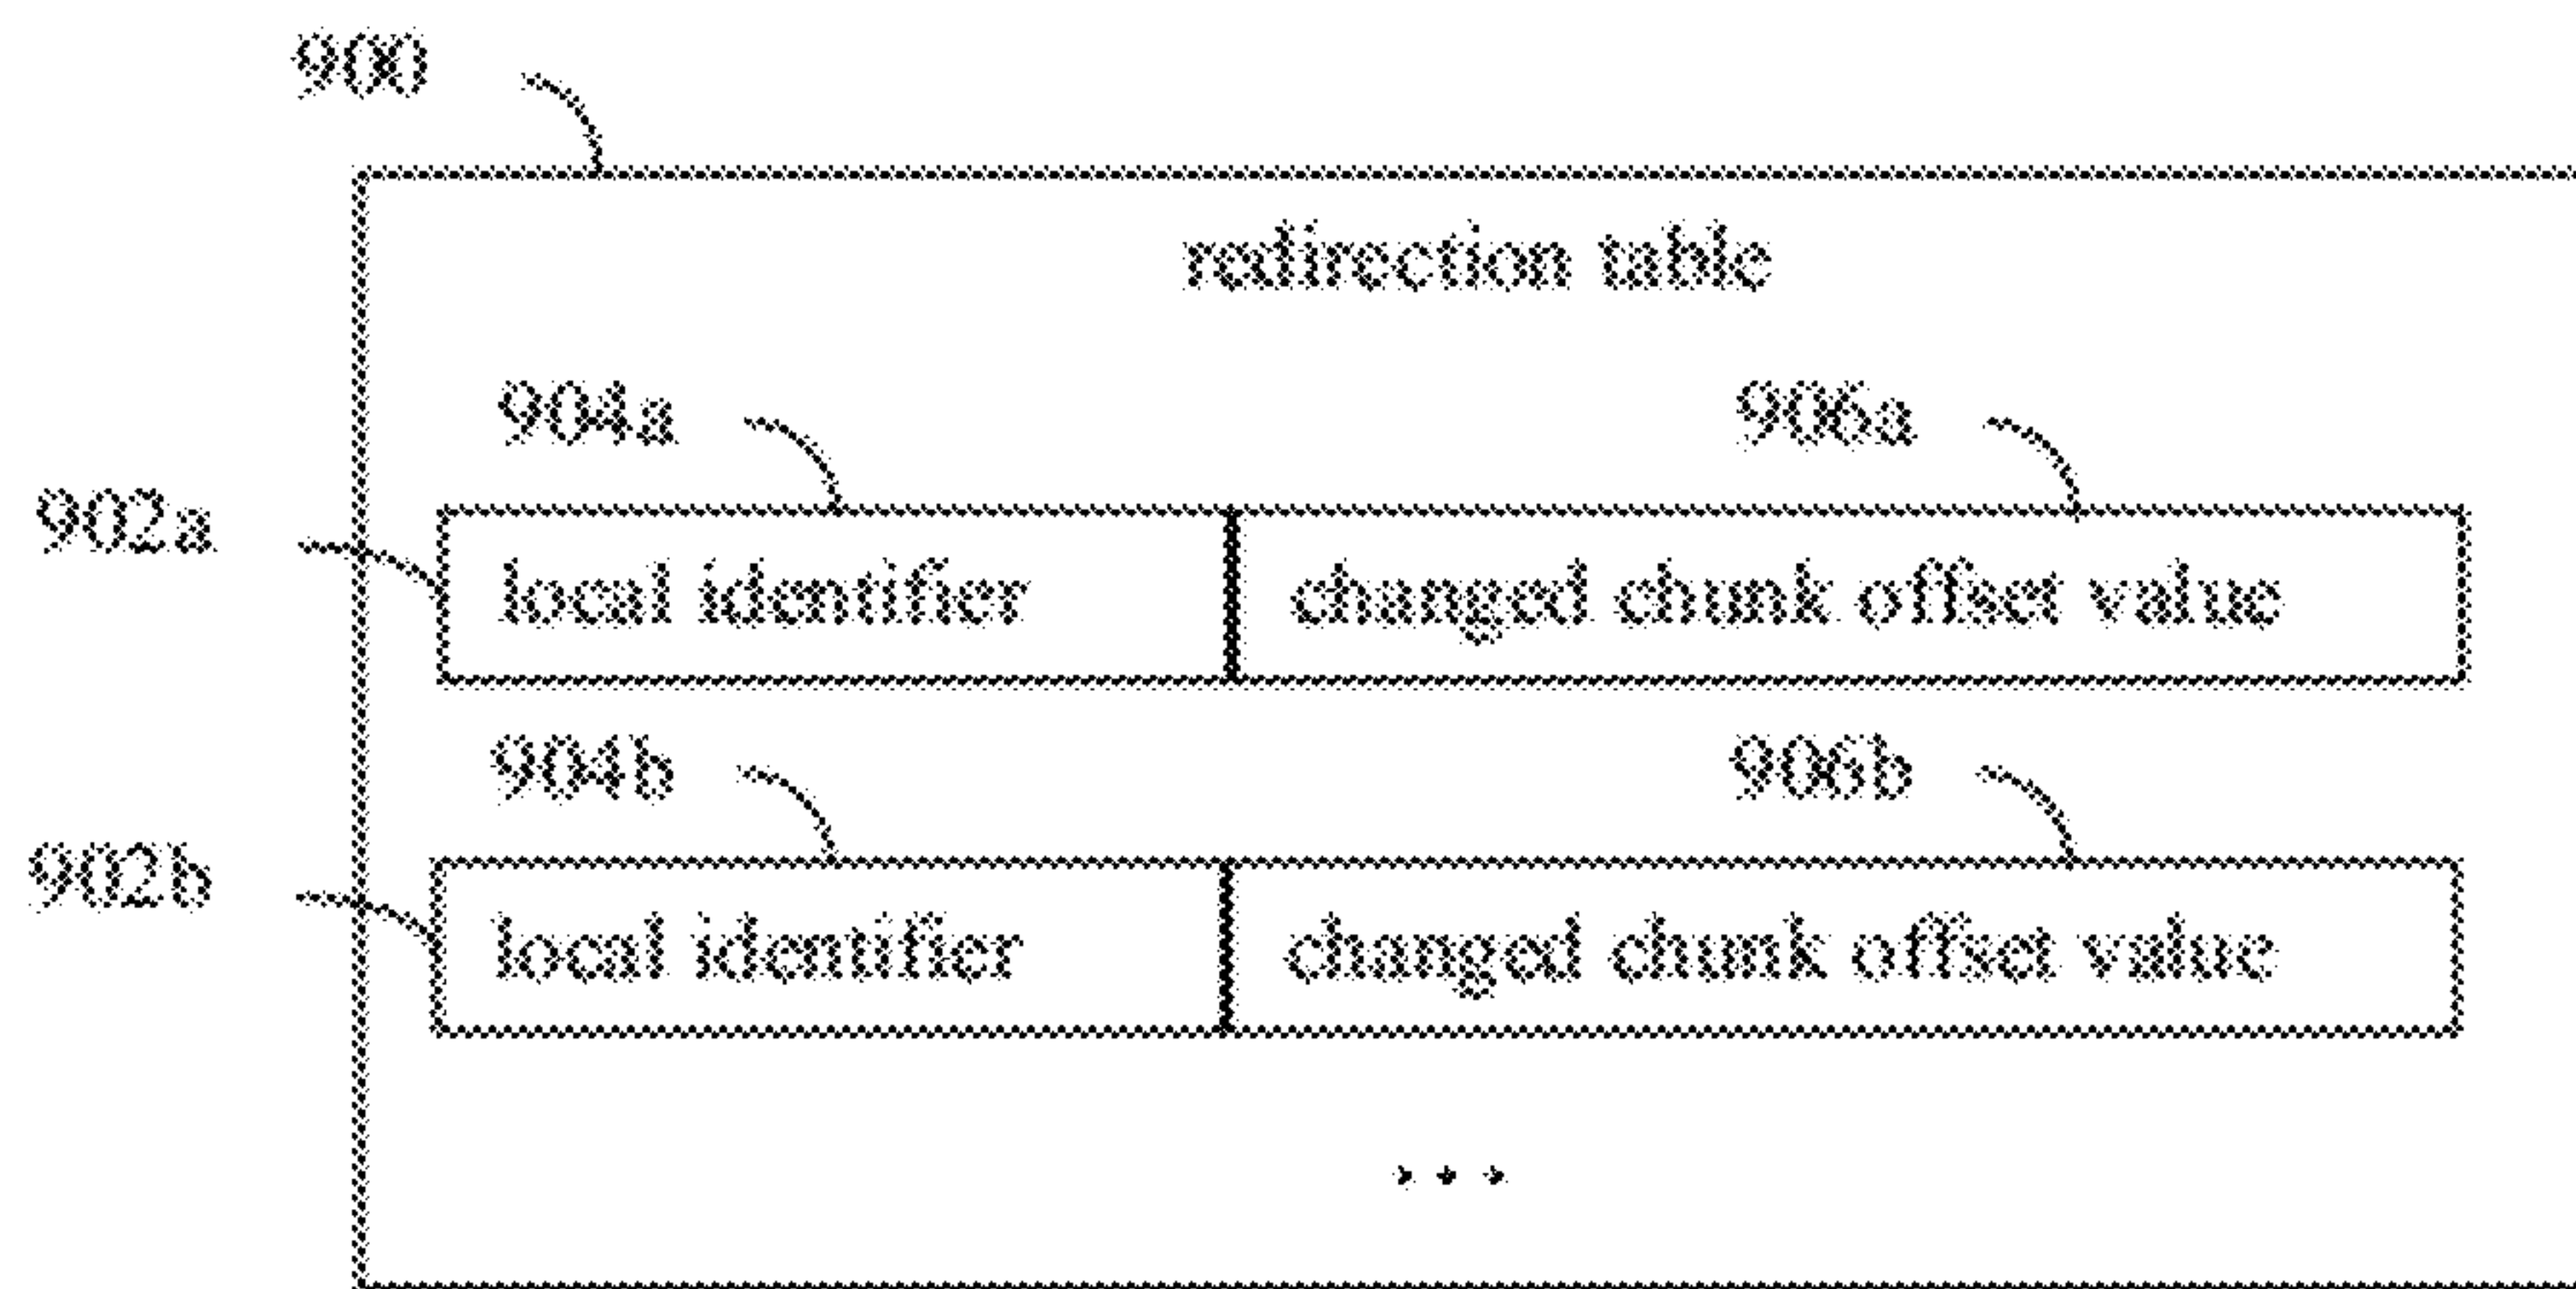 900
redirection table
904a 906a
902a
local identifier changed chunk offset value
904b 906b
902b
local identifier changed chunk offset value
...